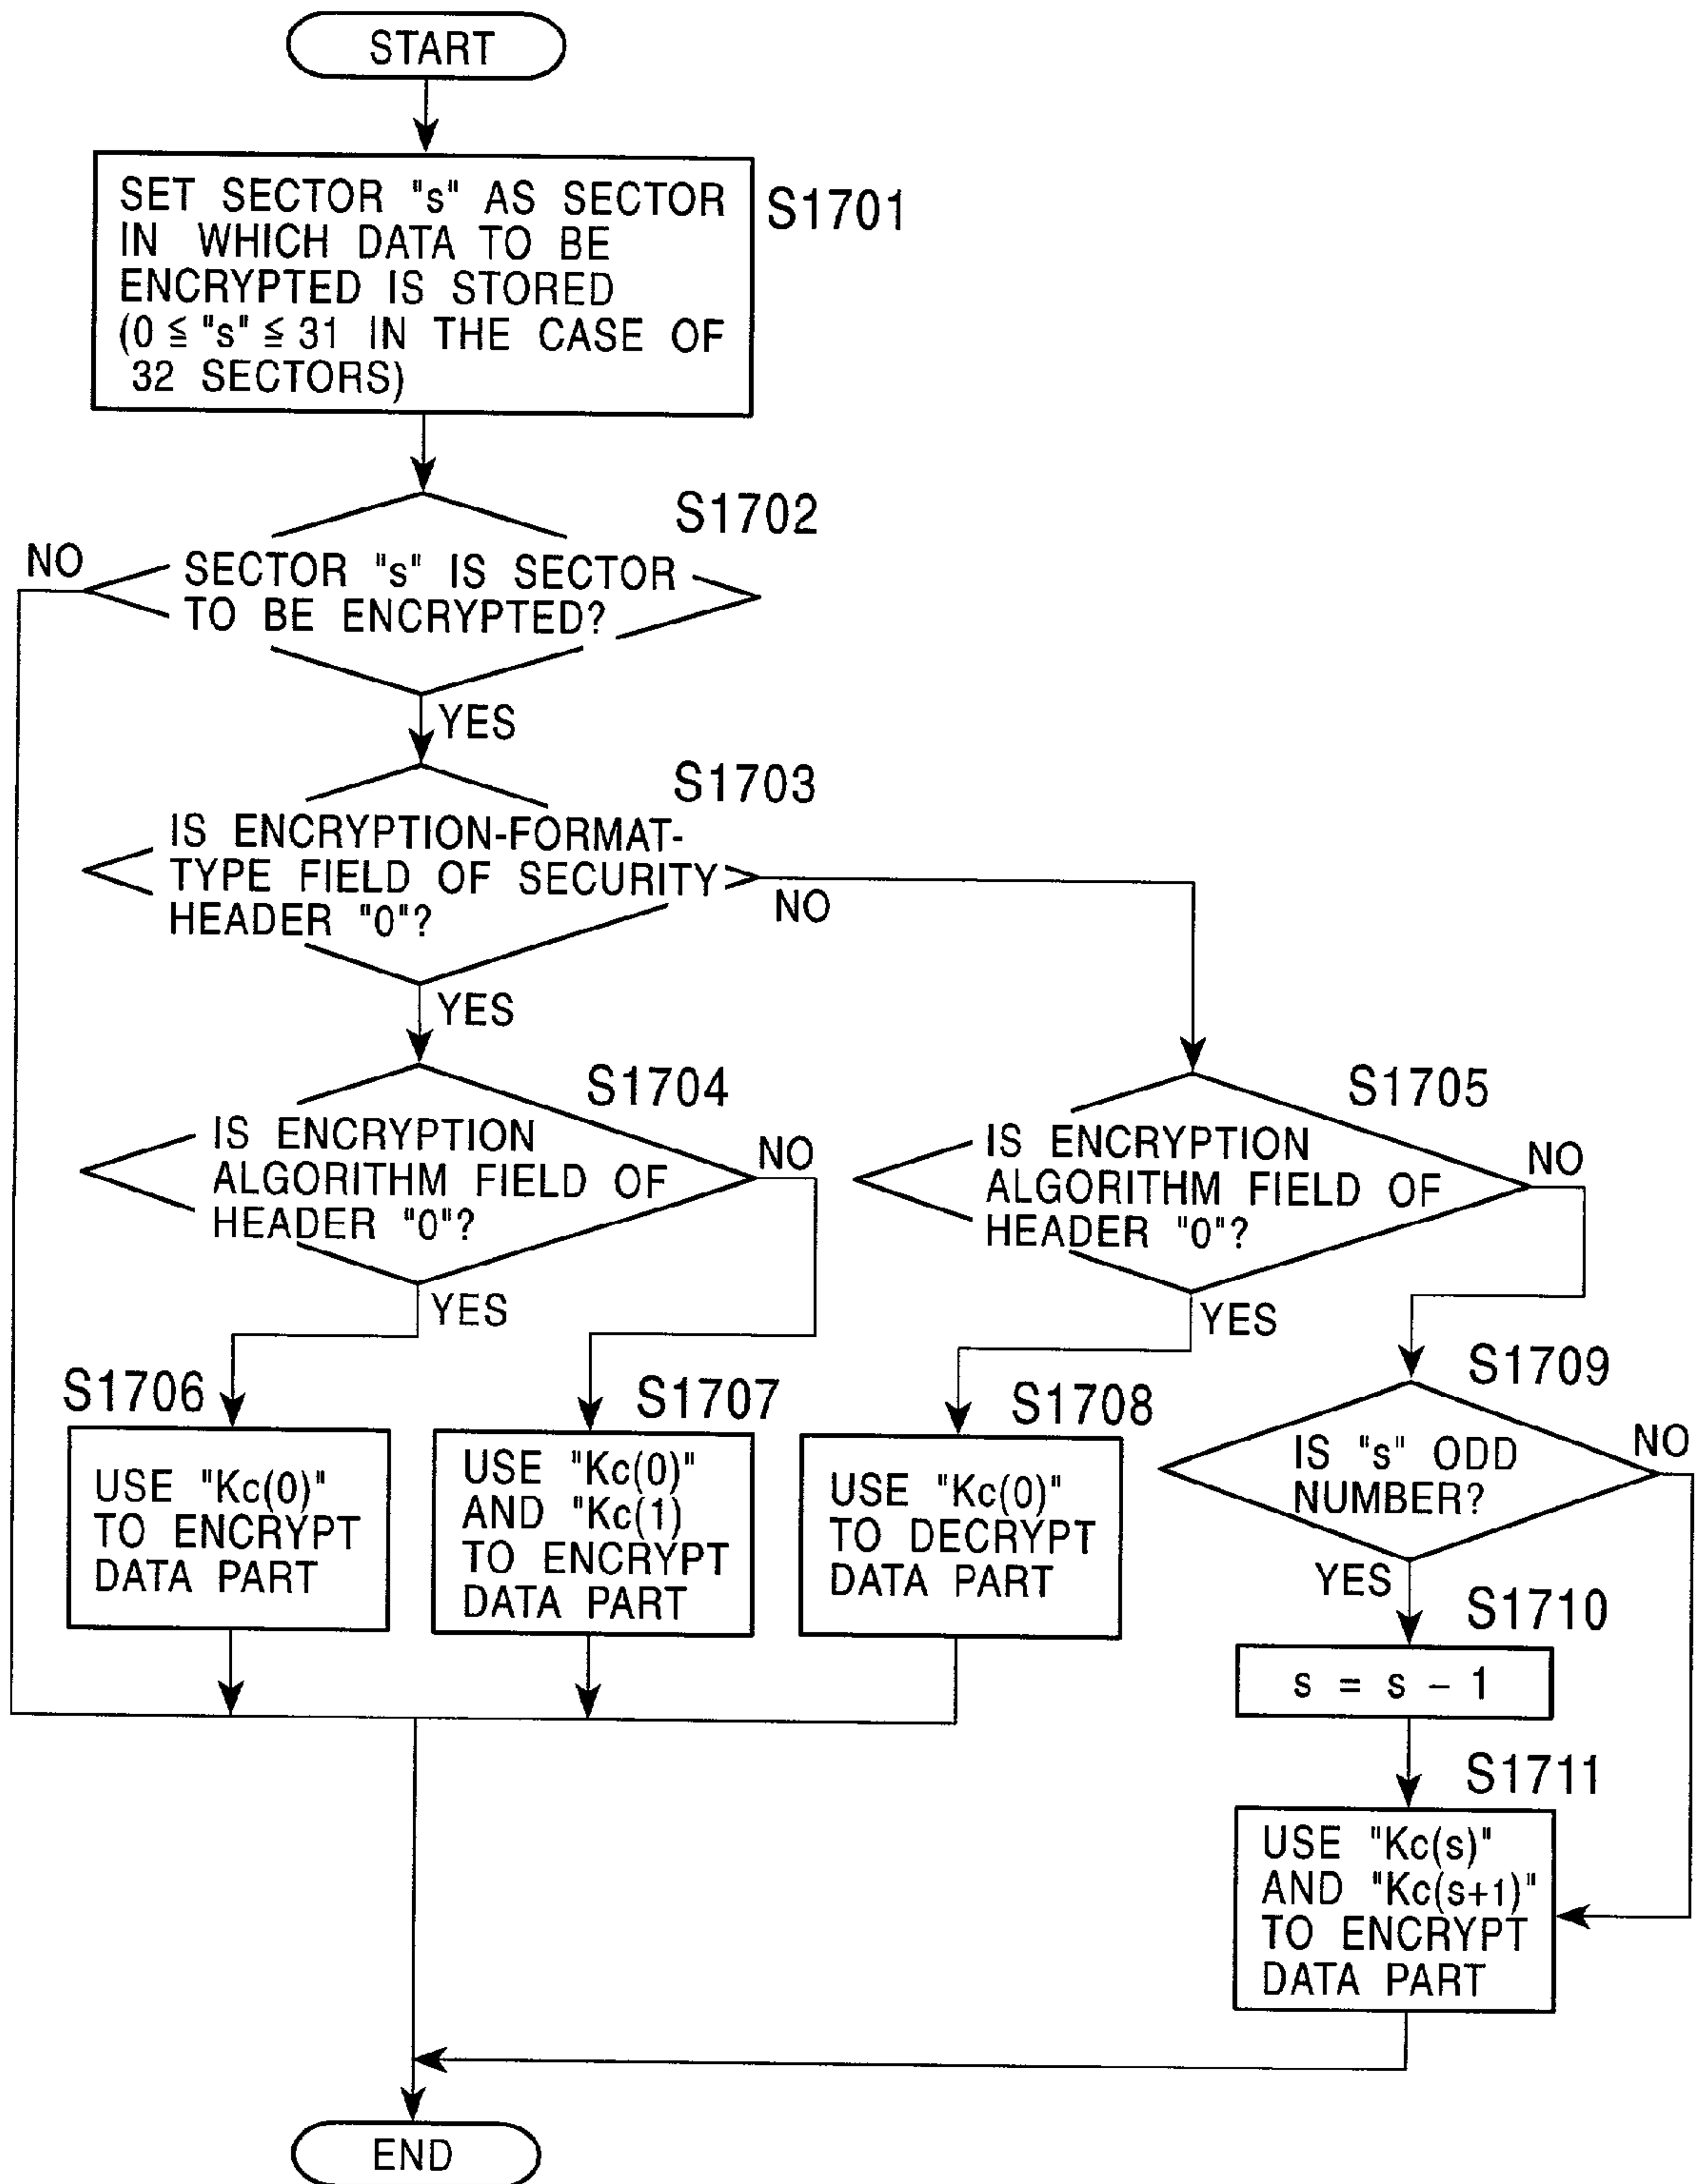 START
SET SECTOR "s" AS SECTOR
IN WHICH DATA TO BE
ENCRYPTED IS STORED
(0 ≦ "s" ≦ 31 IN THE CASE OF
32 SECTORS)
S1701
S1702
NO
SECTOR "s" IS SECTOR
TO BE ENCRYPTED?
YES
S1703
IS ENCRYPTION-FORMAT-
TYPE FIELD OF SECURITY
HEADER "0"?
NO
YES
S1704
IS ENCRYPTION
ALGORITHM FIELD OF
HEADER "0"?
NO
YES
S1705
IS ENCRYPTION
ALGORITHM FIELD OF
HEADER "0"?
NO
YES
S1706
USE "Kc(0)"
TO ENCRYPT
DATA PART
S1707
USE "Kc(0)"
AND "Kc(1)
TO ENCRYPT
DATA PART
S1708
USE "Kc(0)"
TO DECRYPT
DATA PART
S1709
IS "s" ODD
NUMBER?
NO
YES
S1710
s = s – 1
S1711
USE "Kc(s)"
AND "Kc(s+1)"
TO ENCRYPT
DATA PART
END